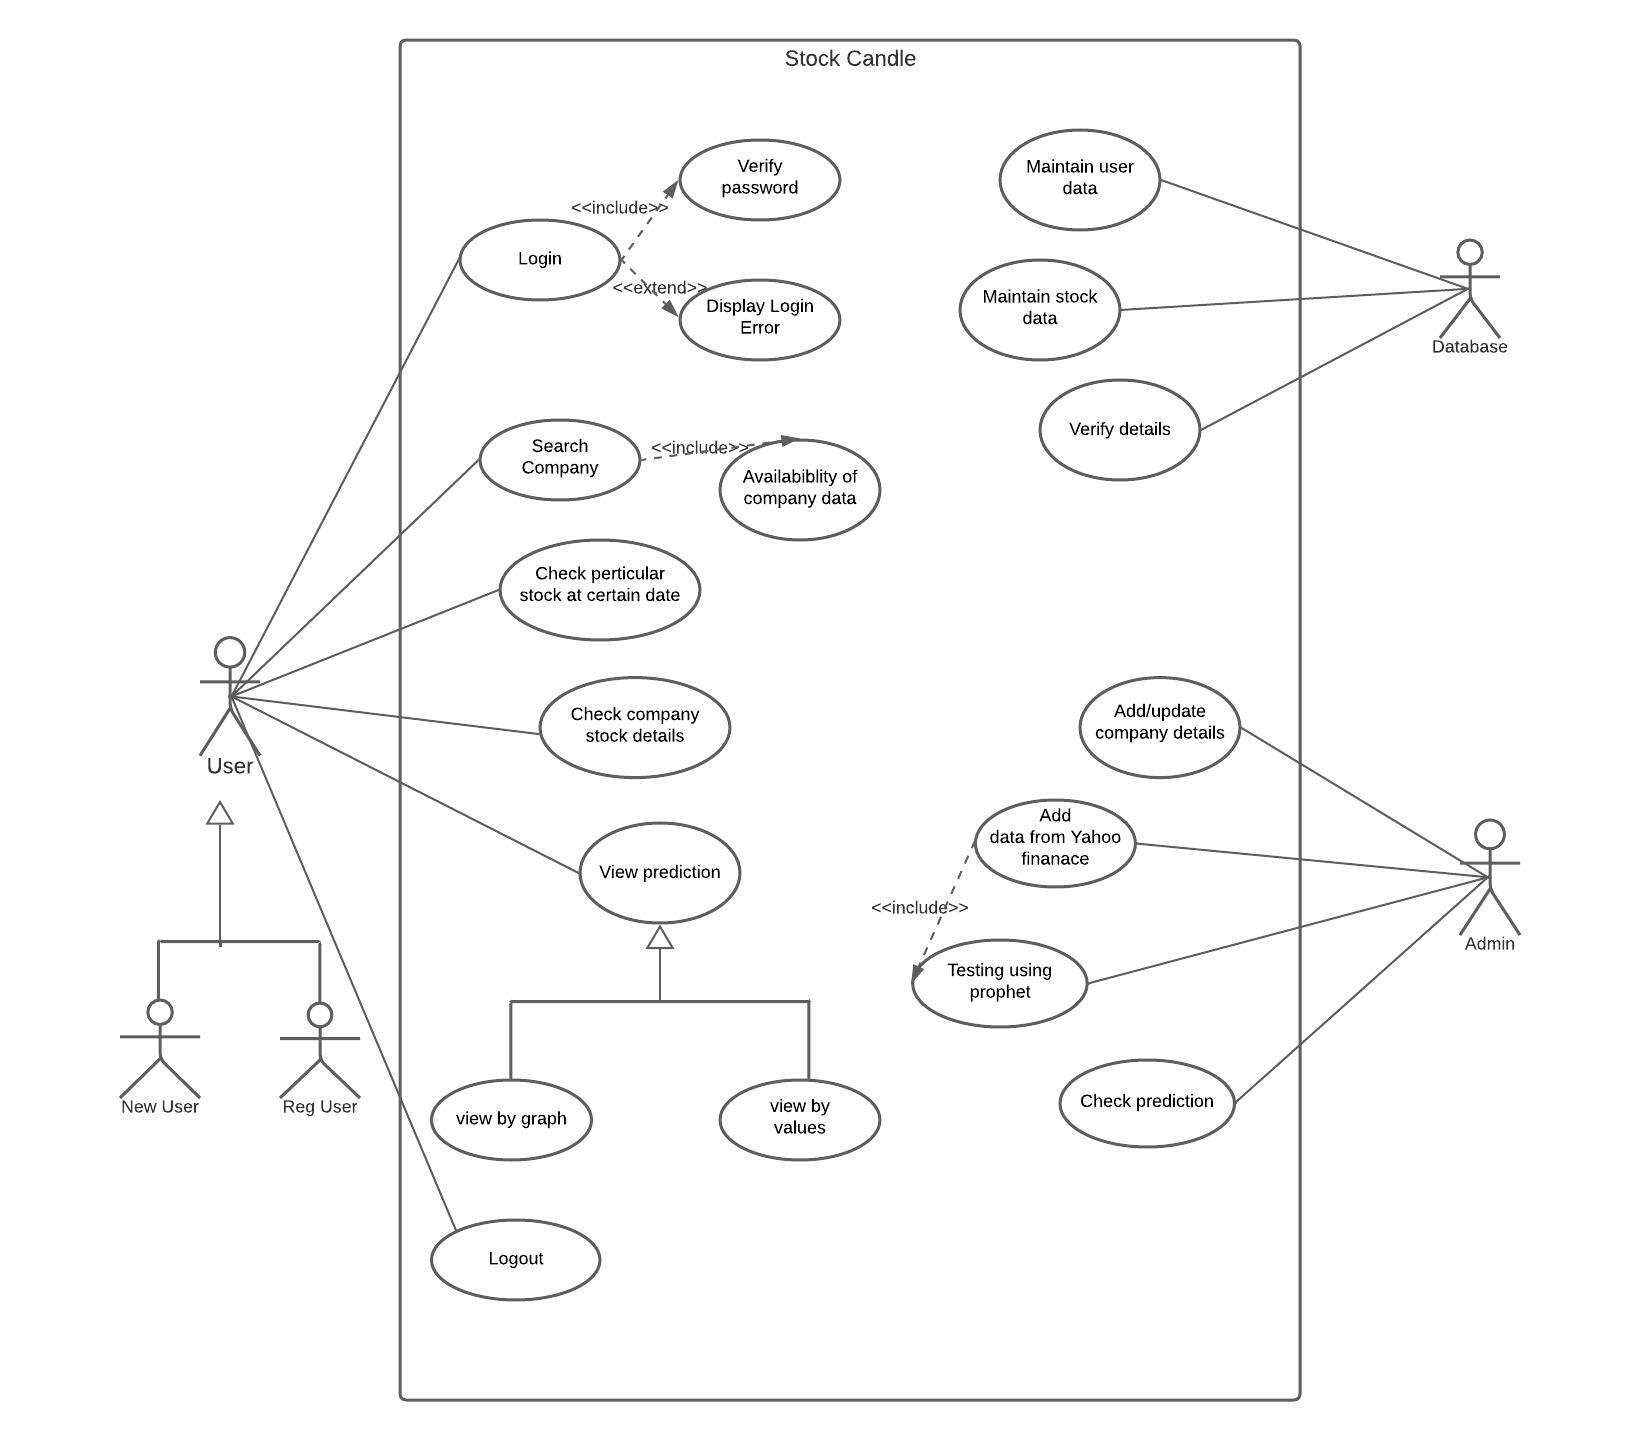 Stock Candle
Verify
password
<<include>>
Login
<<extend>>
Display Login
Error
Maintain user
data
Maintain stock
data
Verify details
Database
Search
Company
<<include>>
Availabiblity of
company data
Check perticular
stock at certain date
User
Check company
stock details
View prediction
Add/update
company details
Add
data from Yahoo
finanace
<<include>>
Testing using
prophet
Admin
Check prediction
New User
Reg User
view by graph
view by
values
Logout